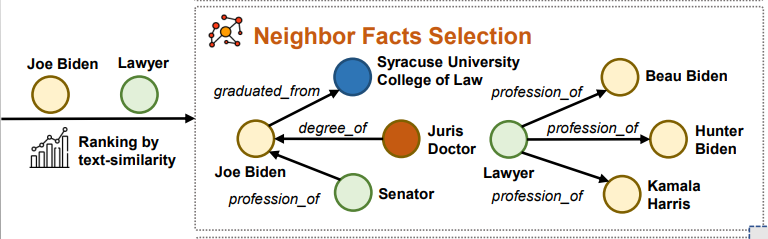 Neighbor Facts Selection
Joe Biden
Lawyer
Ranking by
text-similarity
Syracuse University
College of Law
graduated_from
degree_of
Juris
Doctor
Joe Biden
profession_of
Senator
Beau Biden
profession_of
profession_of
Hunter
Biden
Lawyer
profession_of
Kamala
Harris